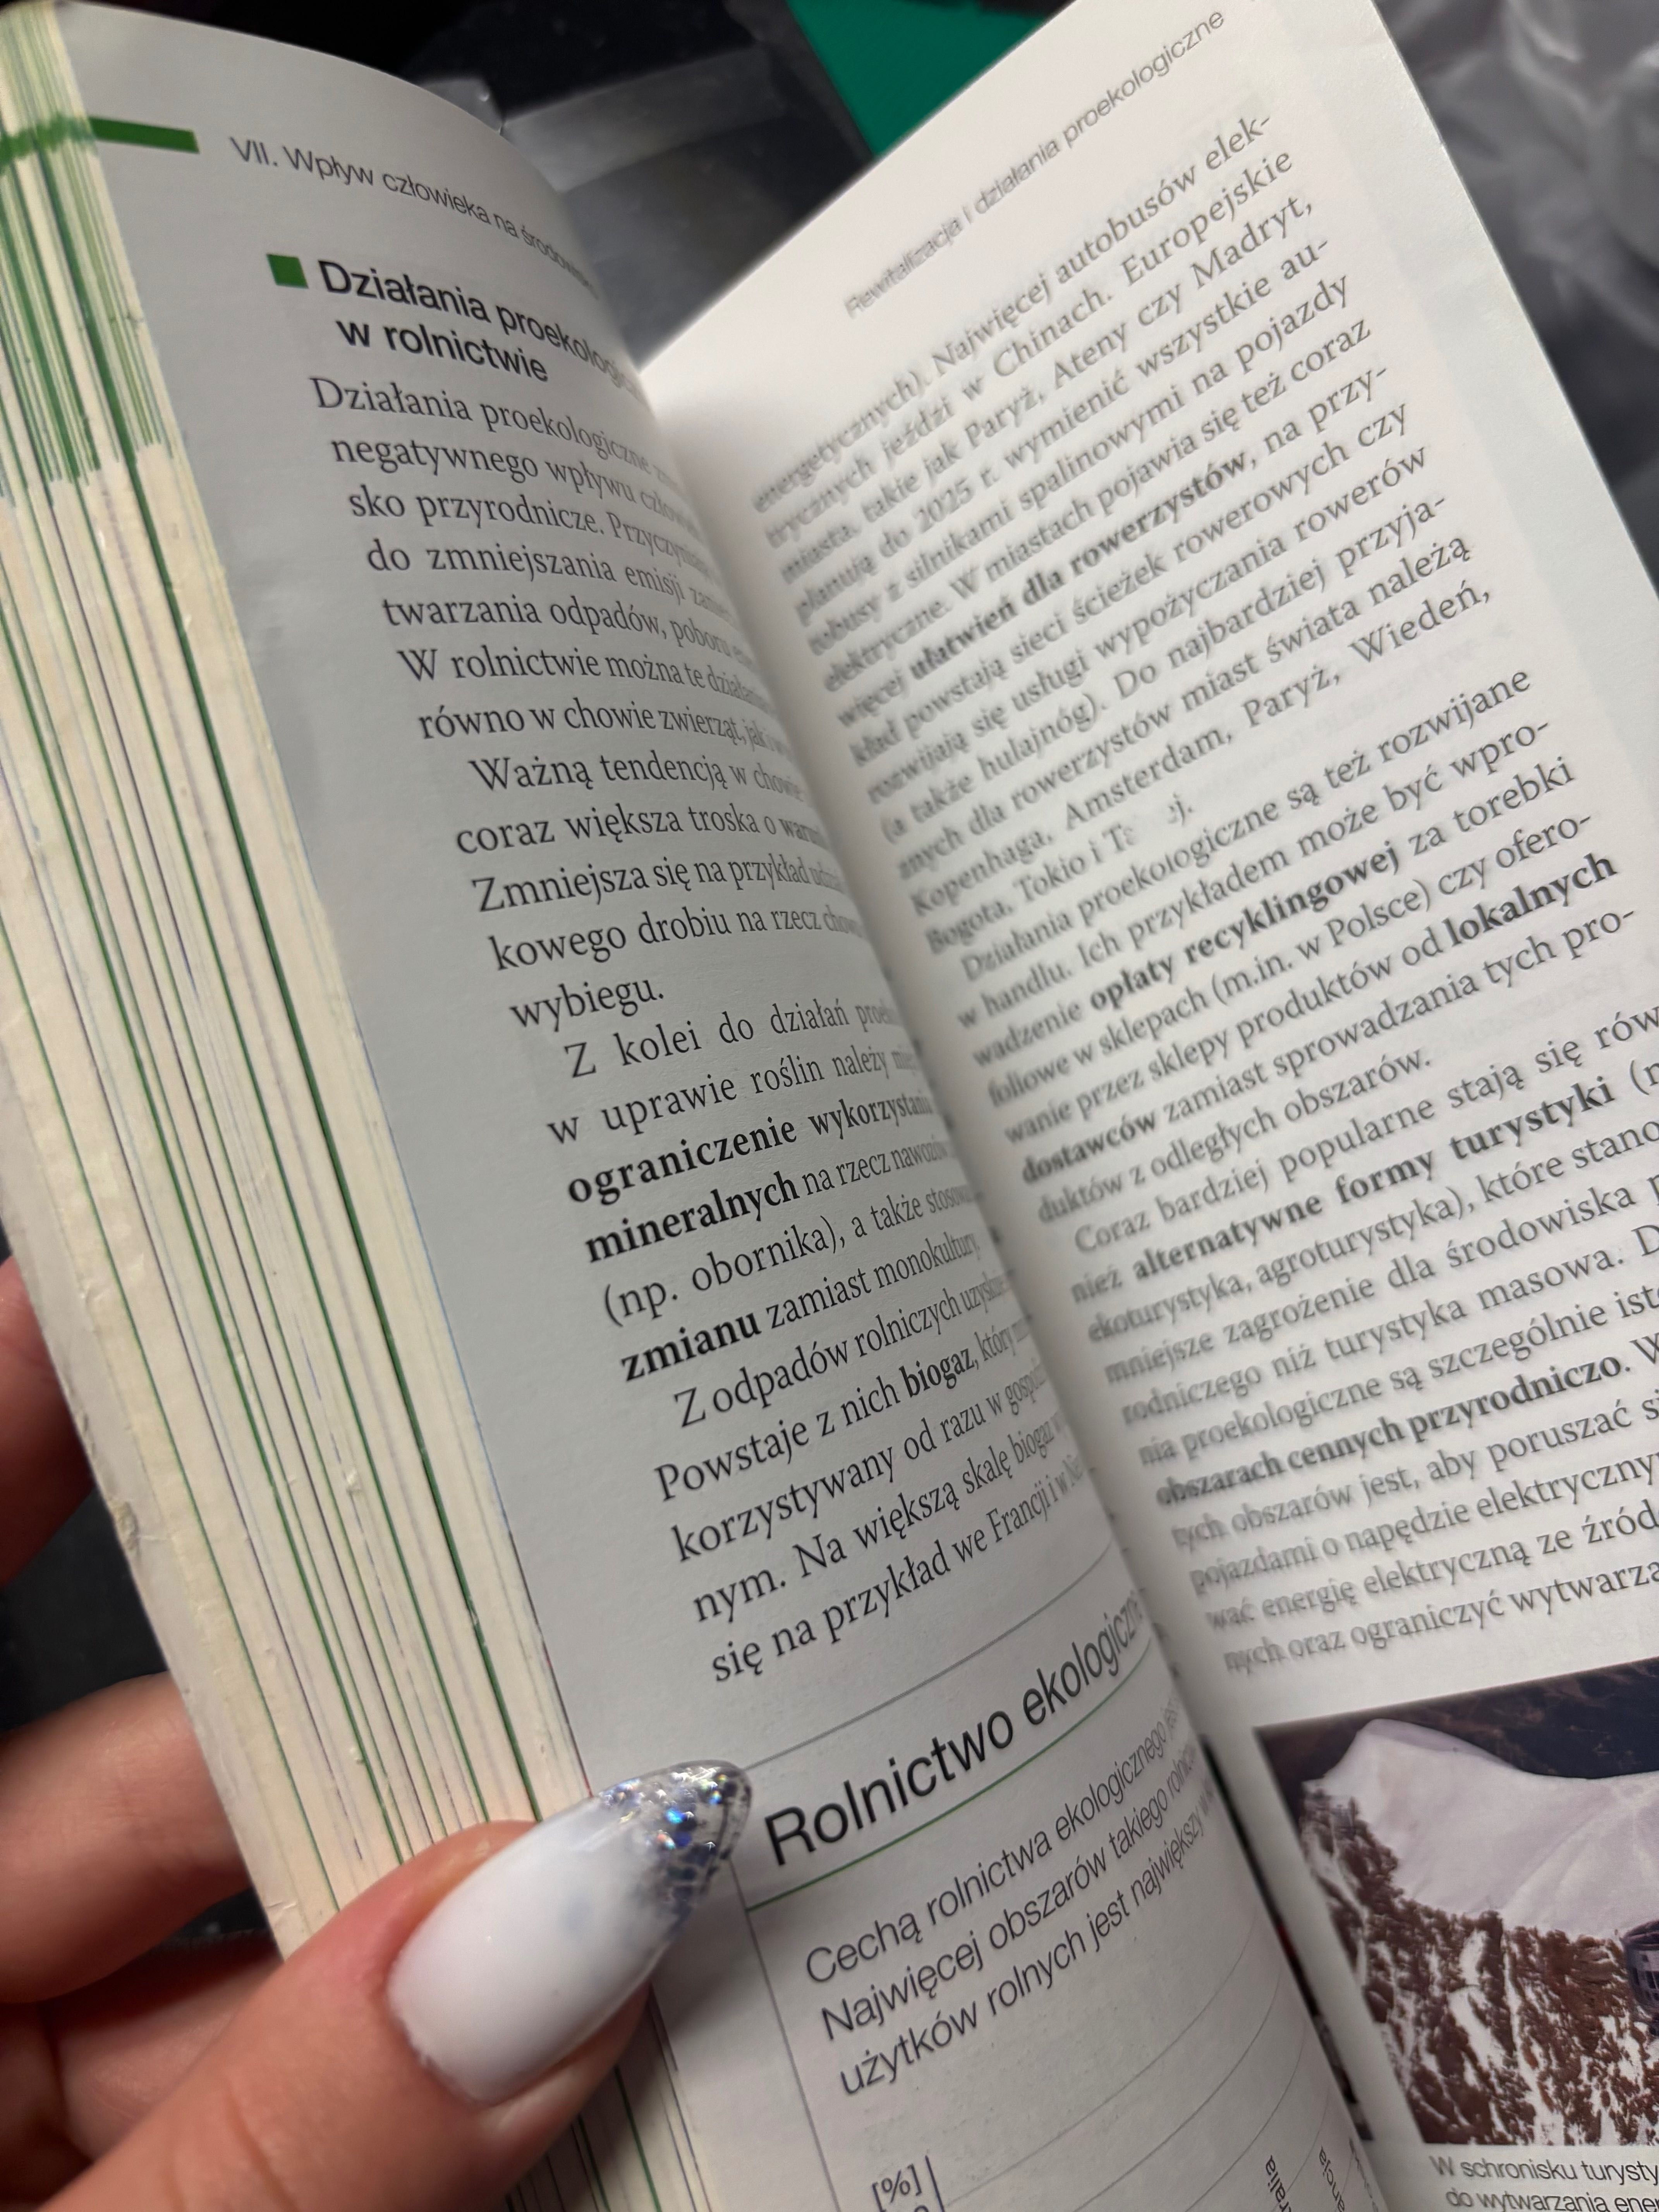 VII. Wpływ człowieka na
Działania
w rolnictwie
Działania proekologiczne
negatywnego wpływu
sko przyrodnicze.
do zmniejszania emisji
twarzania odpadów, poboru
W rolnictwie można te
równo w chowie zwierząt, jak i
Ważną tendencją w chowie
coraz większa troska o
Zmniejsza się na przykład
kowego drobiu na rzecz
wybiegu.
Z kolei do działań
w uprawie roślin należy
ograniczenie wykorzystania
mineralnych na rzecz nawozów
(np. obornika), a także
zmianu zamiast monokultury
Z odpadów rolniczych
Powstaje z nich biogaz, który
korzystywany od razu w
nym. Na większą skalę biogaz
się na przykład we Francji i w
Rolnictwo ekologiczne
Cechą rolnictwa ekologicznego
Najwięcej obszarów takiego
użytków rolnych jest największy w
[%]
Rewitalizacja i działania proekologiczne
energetycznych). Najwięcej autobusów elek-
trycznych jeździ w Chinach. Europejskie
miasta, takie jak Paryż, Ateny czy Madryt,
planują do 2025 r. wymienić wszystkie au-
tobusy z silnikami spalinowymi na pojazdy
elektryczne. W miastach pojawia się też coraz
więcej ułatwień dla rowerzystów, na przy-
kład powstają sieci ścieżek rowerowych czy
rozwijają się usługi wypożyczania rowerów
(a także hulajnóg). Do najbardziej przyja-
znych dla rowerzystów miast świata należą
Kopenhaga, Amsterdam, Paryż, Wiedeń,
Bogota, Tokio i
Działania proekologiczne są też rozwijane
w handlu. Ich przykładem może być wpro-
wadzenie opłaty recyklingowej za torebki
foliowe w sklepach (m.in. w Polsce) czy ofero-
wanie przez sklepy produktów od lokalnych
dostawców zamiast sprowadzania tych pro-
duktów z odległych obszarów.
Coraz bardziej popularne stają się rów
nież alternatywne formy turystyki
ekoturystyka, agroturystyka), które
mniejsze zagrożenie dla środowiska
rodniczego niż turystyka masowa.
nia proekologiczne są szczególnie
obszarach cennych przyrodniczo.
tych obszarów jest, aby poruszać
pojazdami o napędzie
wać energię elektryczną ze
nych oraz ograniczyć
W schronisku
do wytwarzania